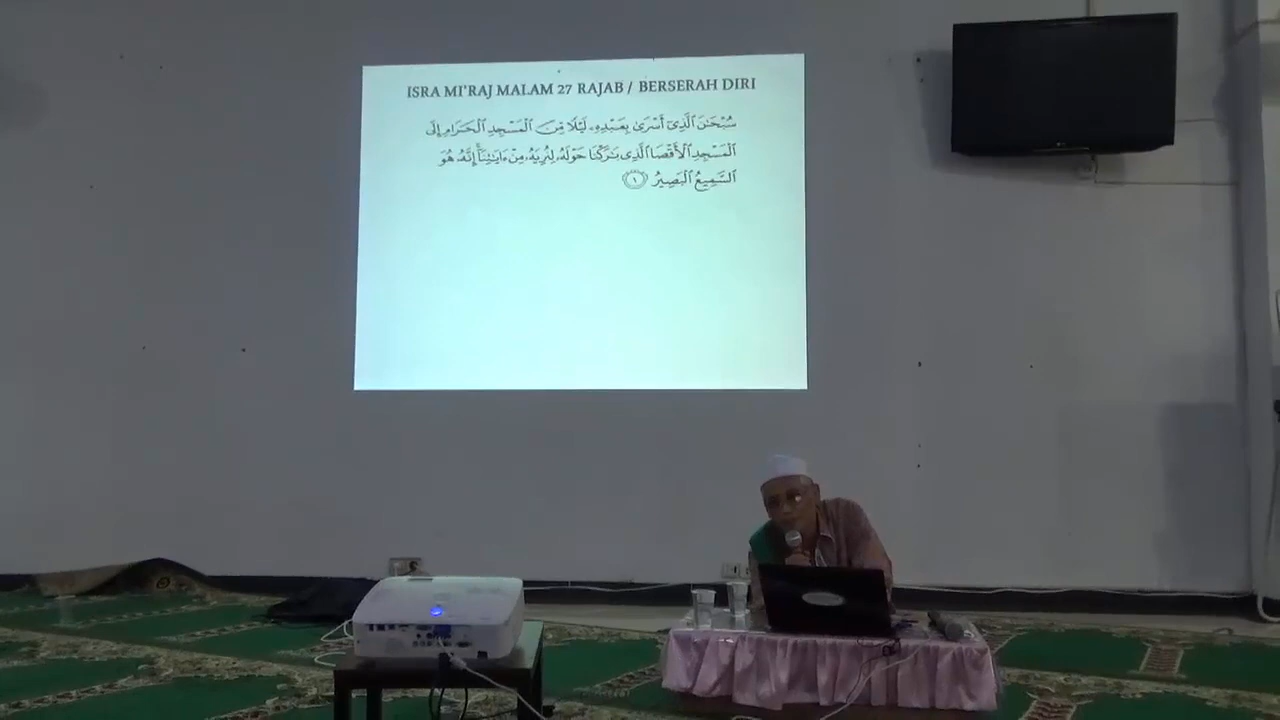 ISRA MI'RAJ MALAM 27 RAJAB / BERSERAH DIRI
سُبْحَٰنَ ٱلَّذِىٓ أَسْرَىٰ بِعَبْدِهِۦ لَيْلًا مِّنَ ٱلْمَسْجِدِ ٱلْحَرَامِ إِلَى
ٱلْمَسْجِدِ ٱلْأَقْصَا ٱلَّذِى بَٰرَكْنَا حَوْلَهُۥ لِنُرِيَهُۥ مِنْ ءَايَٰتِنَآ ۚ إِنَّهُۥ هُوَ
ٱلسَّمِيعُ ٱلْبَصِيرُ ١